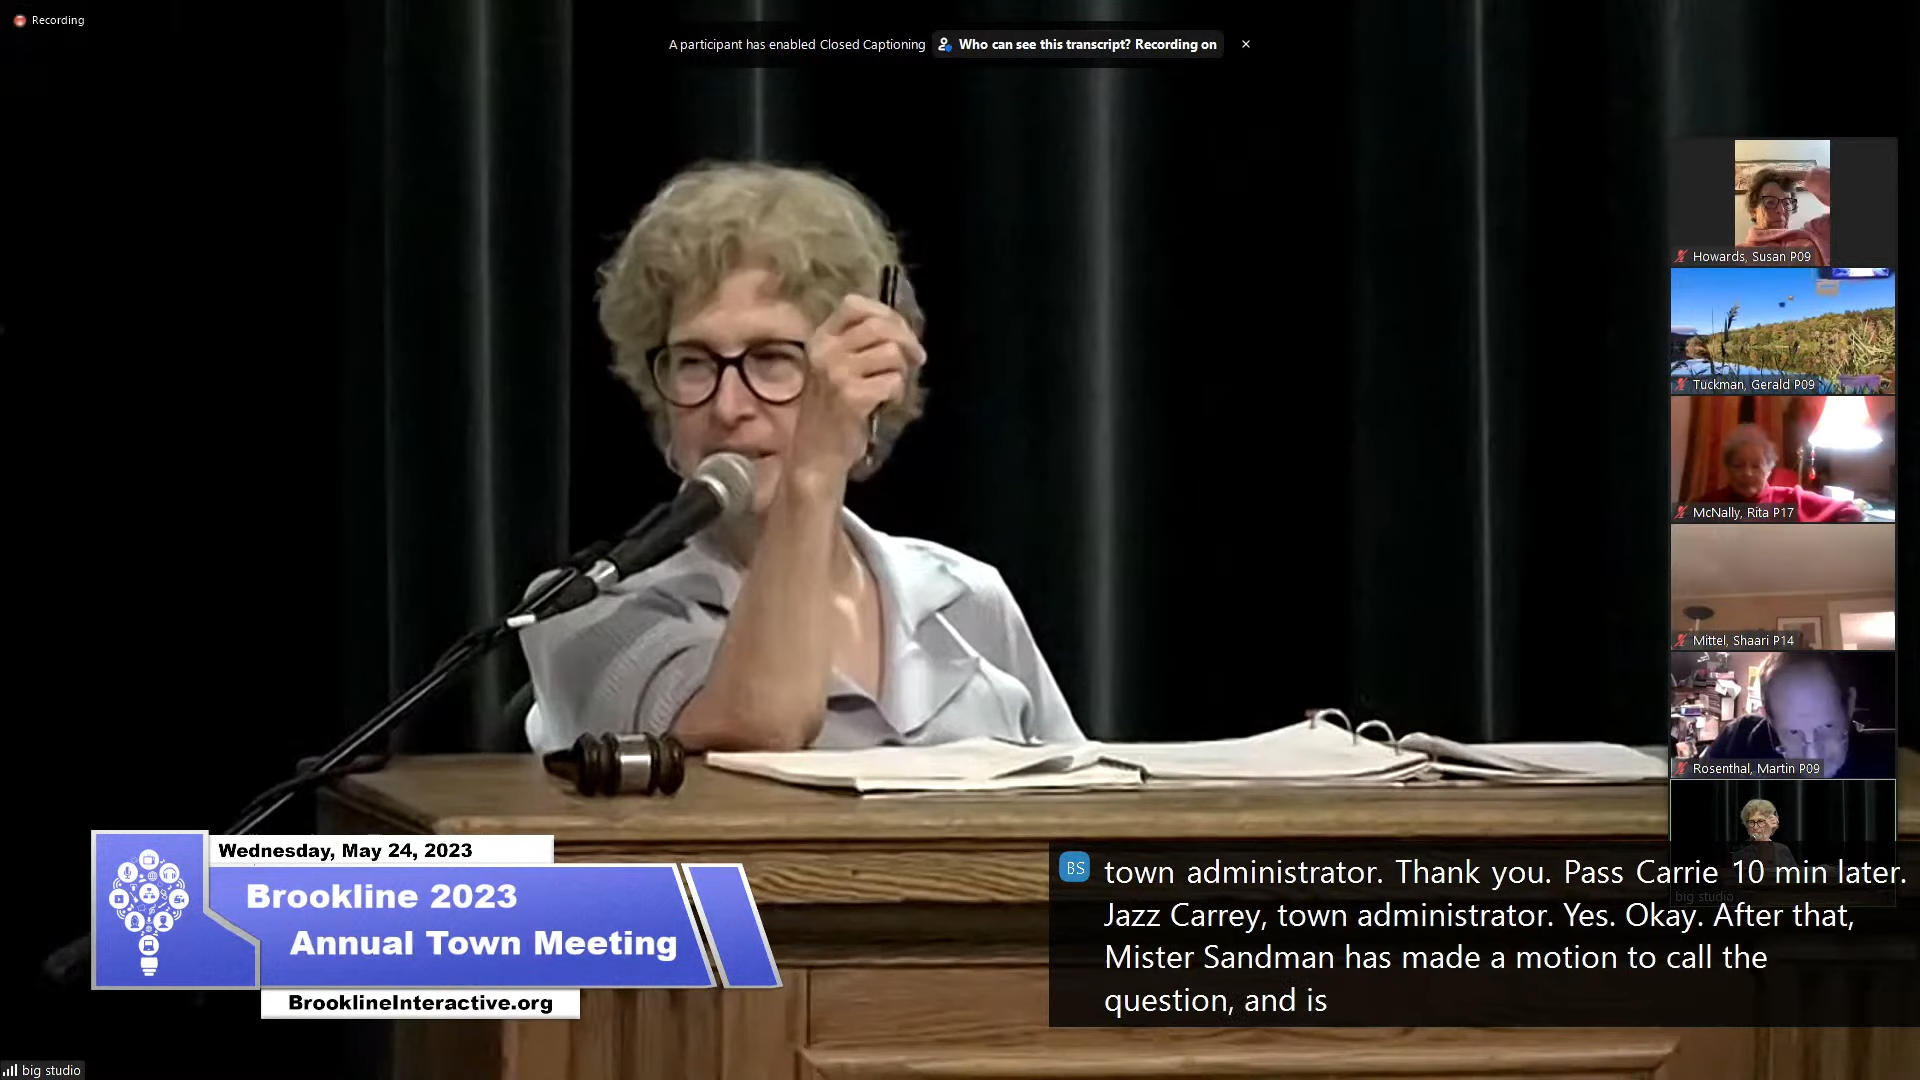 Recording
A participant has enabled Closed Captioning
Who can see this transcript? Recording on
Howards, Susan P09
Tuckman, Gerald P09
McNally, Rita P17
Mittel, Shaari P14
Rosenthal, Martin P09
big studio
Wednesday, May 24, 2023
Brookline 2023
Annual Town Meeting
BrooklineInteractive.org
BS
town administrator. Thank you. Pass Carrie 10 min later.
Jazz Carrey, town administrator. Yes. Okay. After that,
Mister Sandman has made a motion to call the
question, and is
big studio